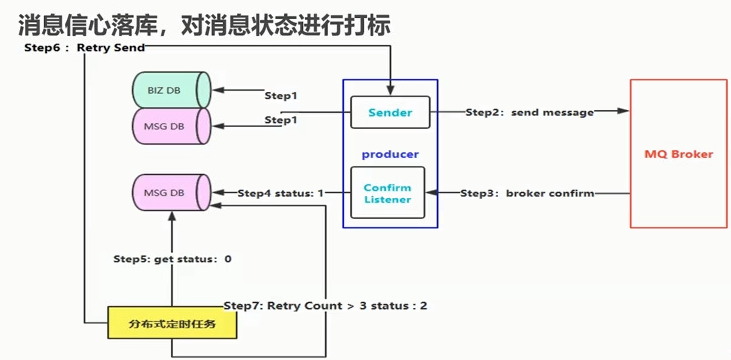 消息信心落库，对消息状态进行打标
Step6： Retry Send
BIZ DB
Step1
MSG DB
Step1
Sender
Step2: send message
producer
MQ Broker
MSG DB
Step4 status: 1
Confirm
Listener
Step3: broker confirm
Step5: get status: 0
Step7: Retry Count > 3 status : 2
分布式定时任务